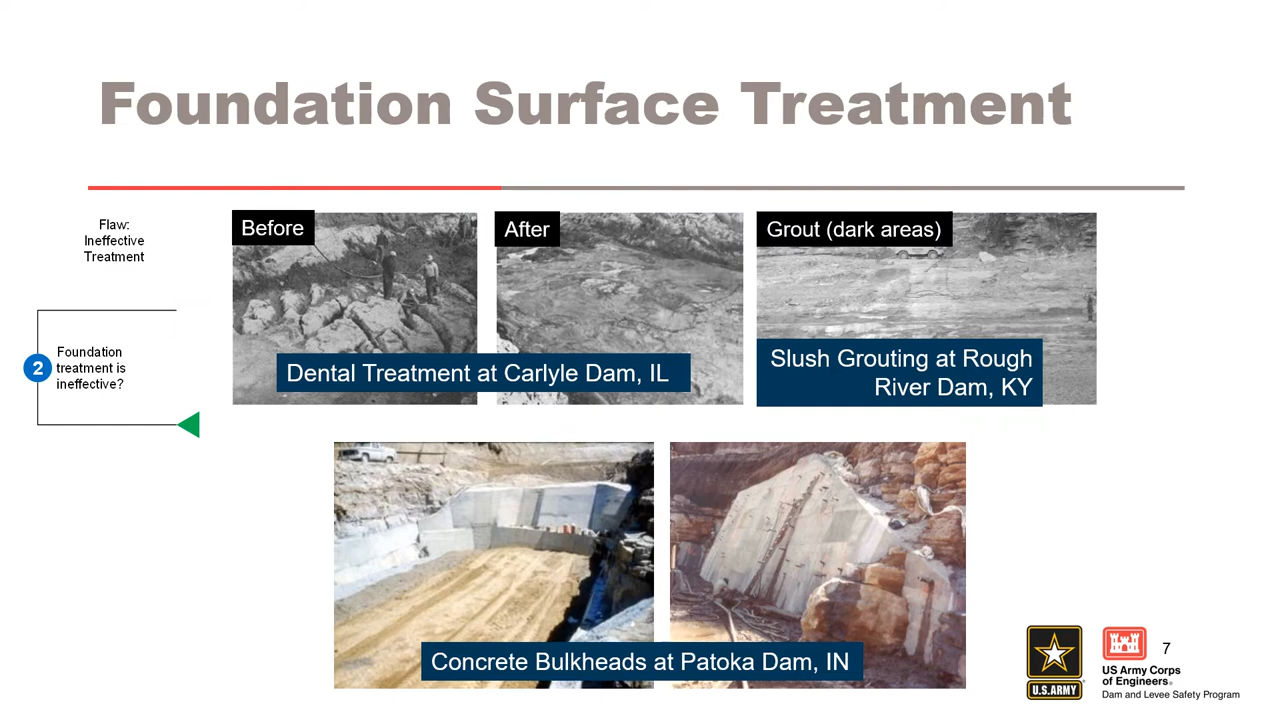 Foundation Surface Treatment
Flaw:
Ineffective
Treatment
2
Foundation
treatment is
ineffective?
Before
After
Grout (dark areas)
Dental Treatment at Carlyle Dam, IL
Slush Grouting at Rough
River Dam, KY
Concrete Bulkheads at Patoka Dam, IN
U.S.ARMY
7
US Army Corps
of Engineers®
Dam and Levee Safety Program